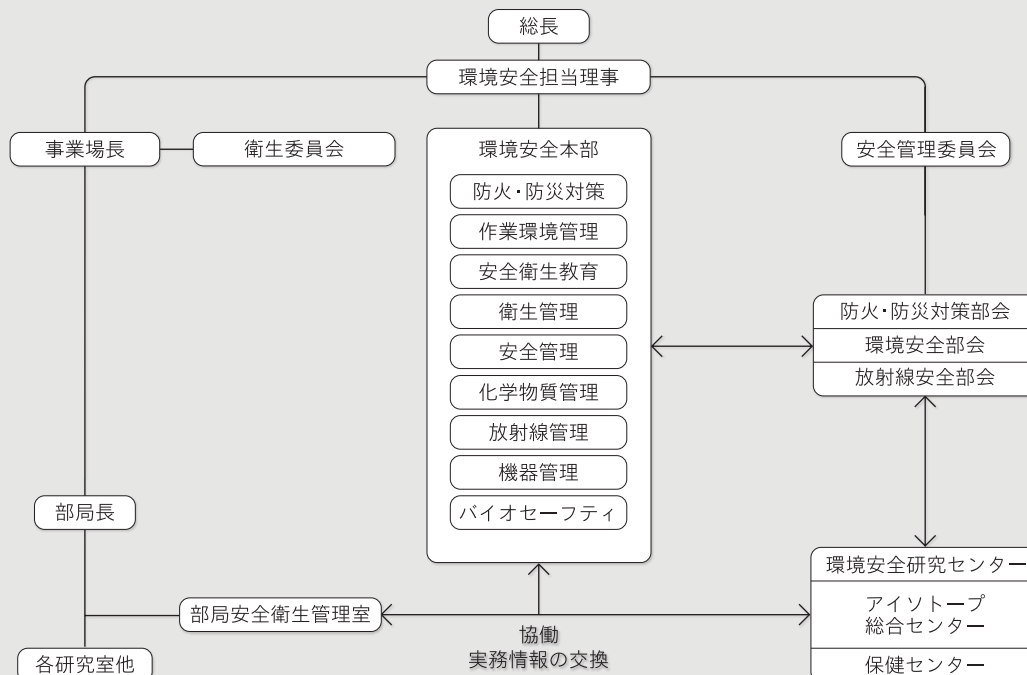 総長
環境安全担当理事
事業場長
衛生委員会
環境安全本部
安全管理委員会
防火・防災対策
作業環境管理
安全衛生教育
衛生管理
安全管理
化学物質管理
放射線管理
機器管理
バイオセーフティ
防火・防災対策部会
環境安全部会
放射線安全部会
部局長
部局安全衛生管理室
各研究室他
協働
実務情報の交換
環境安全研究センター
アイソトープ
総合センター
保健センター